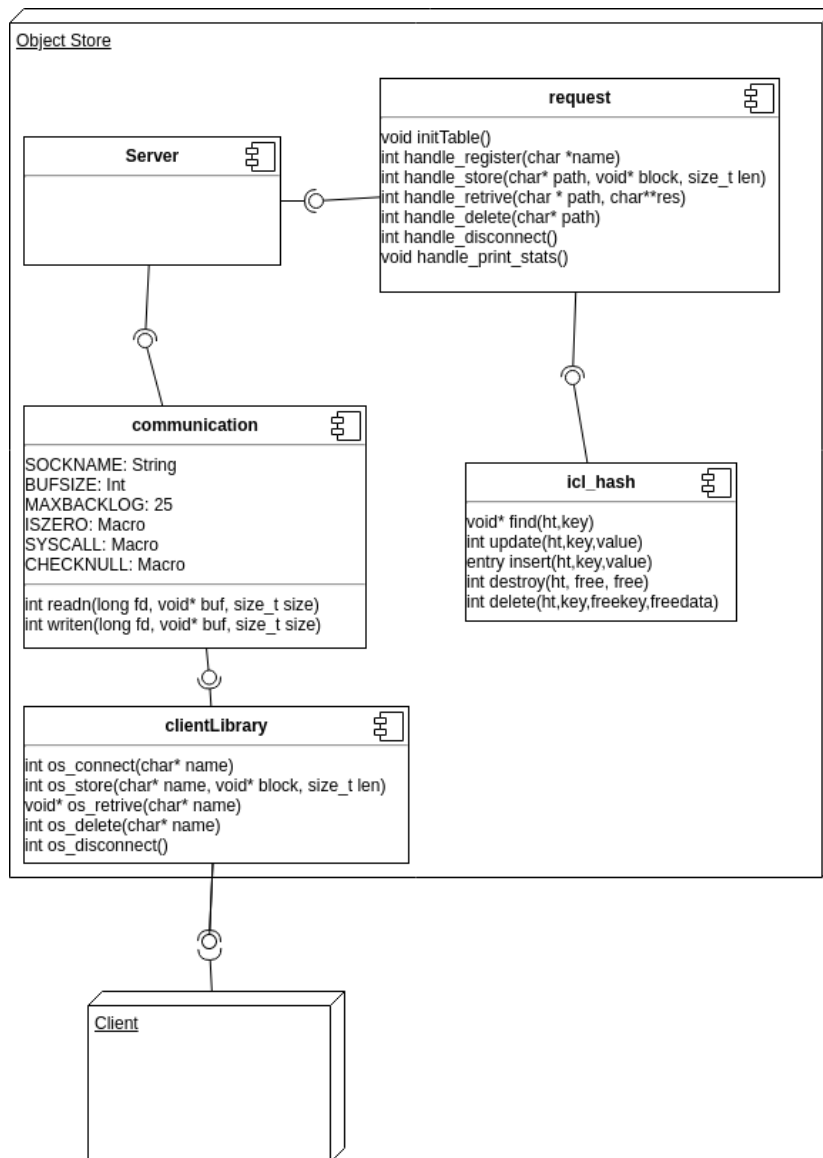 Object Store
request
void initTable()
int handle_register(char *name)
int handle_store(char* path, void* block, size_t len)
int handle_retrive(char * path, char**res)
int handle_delete(char* path)
int handle_disconnect()
void handle_print_stats()
Server
communication
SOCKNAME: String
BUFSIZE: Int
MAXBACKLOG: 25
ISZERO: Macro
SYSCALL: Macro
CHECKNULL: Macro
int readn(long fd, void* buf, size_t size)
int writen(long fd, void* buf, size_t size)
icl_hash
void* find(ht,key)
int update(ht,key,value)
entry insert(ht,key,value)
int destroy(ht, free, free)
int delete(ht,key,freekey,freedata)
clientLibrary
int os_connect(char* name)
int os_store(char* name, void* block, size_t len)
void* os_retrive(char* name)
int os_delete(char* name)
int os_disconnect()
Client